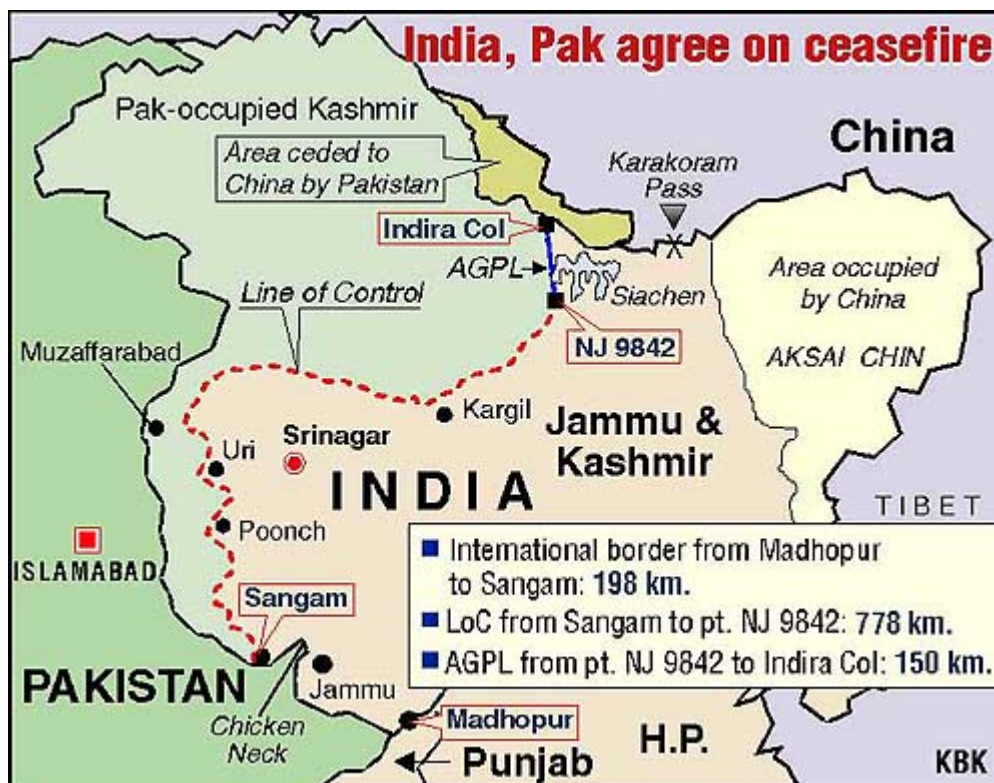 India, Pak agree on ceasefire
Pak-occupied Kashmir
Area ceded to
China by Pakistan
China
Karakoram
Pass
Indira Col
AGPL
Siachen
Area occupied
by China
AKSAI CHIN
Line of Control
NJ 9842
Muzaffarabad
Kargil
Jammu &
Kashmir
Srinagar
Uri
INDIA
TIBET
Poonch
ISLAMABAD
■ International border from Madhopur
to Sangam: 198 km.
■ LoC from Sangam to pt. NJ 9842: 778 km.
■ AGPL from pt. NJ 9842 to Indira Col: 150 km.
Sangam
PAKISTAN
Jammu
Chicken
Neck
Madhopur
Punjab
H.P.
KBK